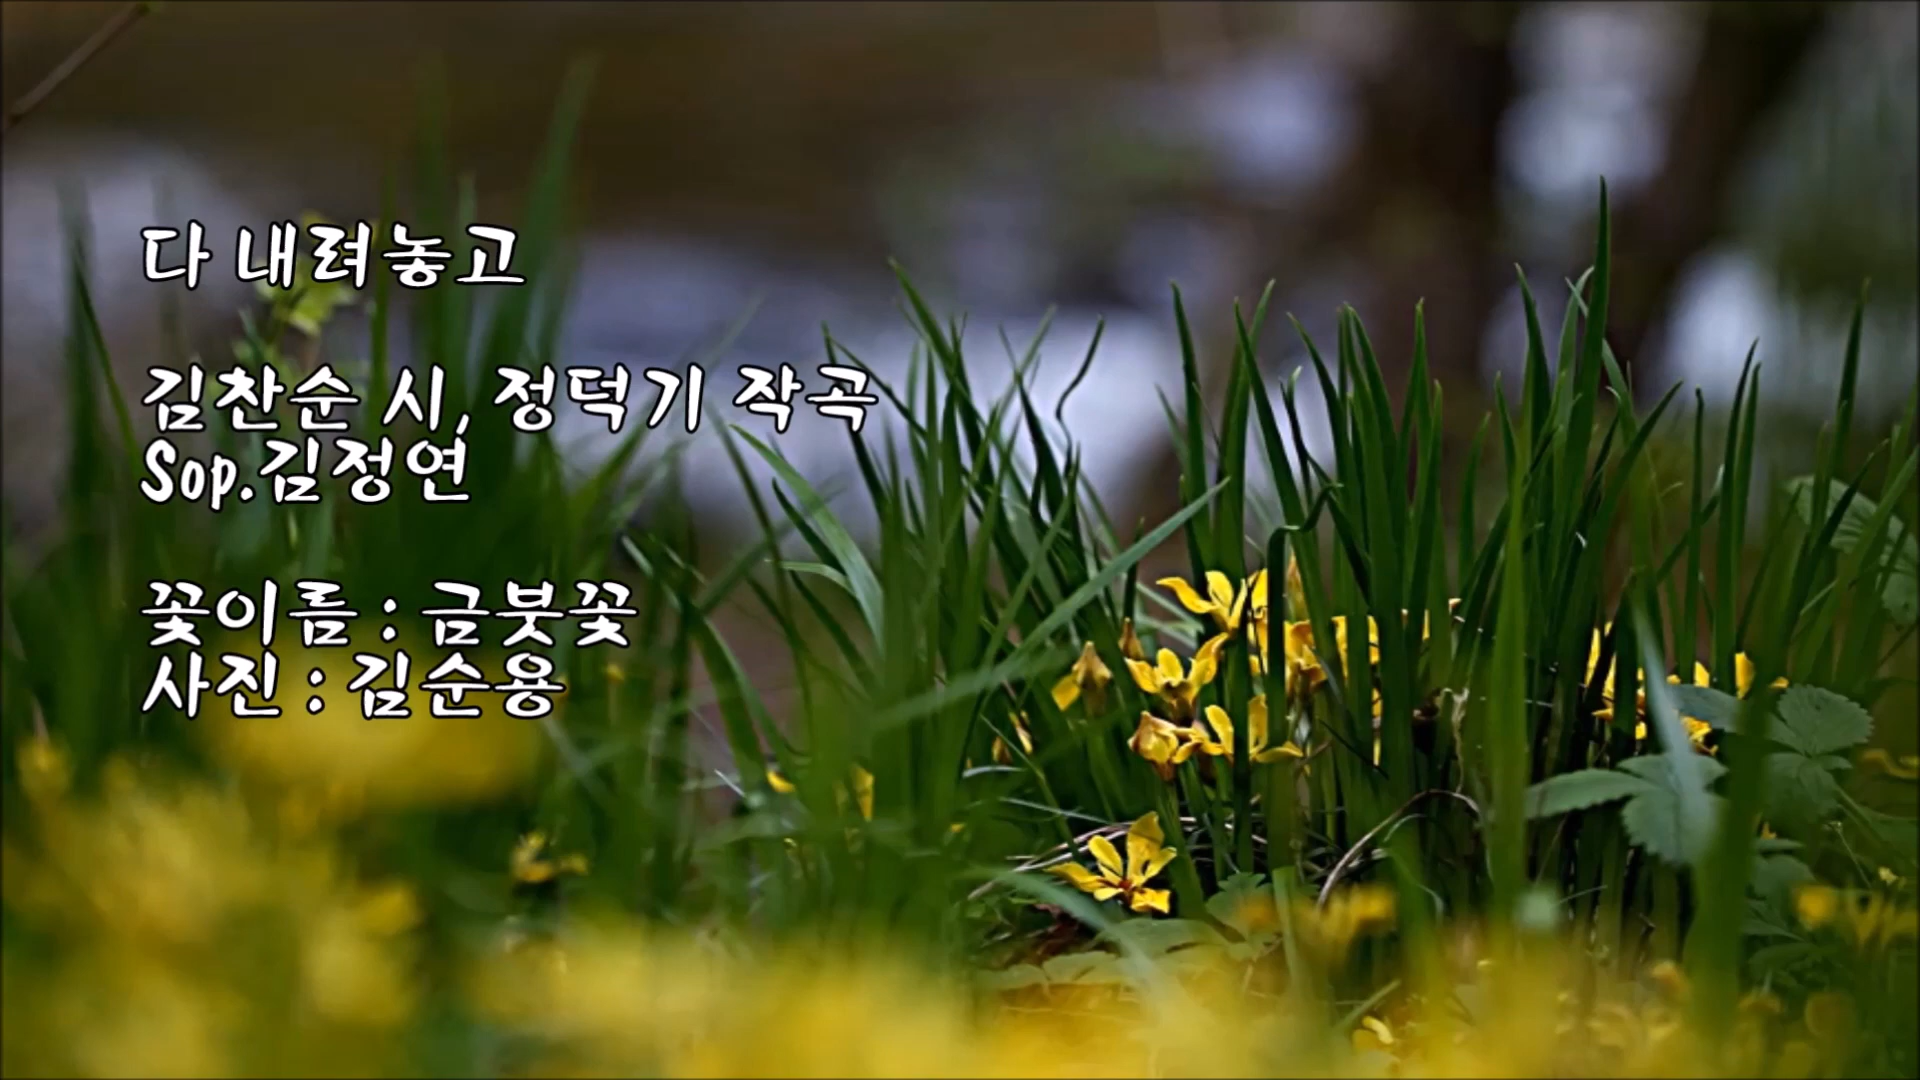 다 내려놓고
김찬순 시, 정덕기 작곡
Sop.김정연
꽃이름 : 금붓꽃
사진 : 김순용